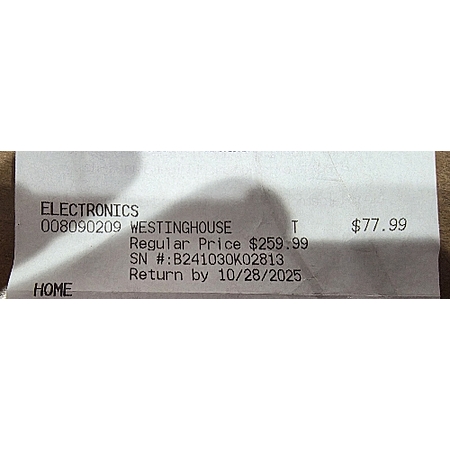 ELECTRONICS
008090209 WESTINGHOUSE T $77.99
Regular Price $259.99
SN #:B241030K02813
Return by 10/28/2025
HOME